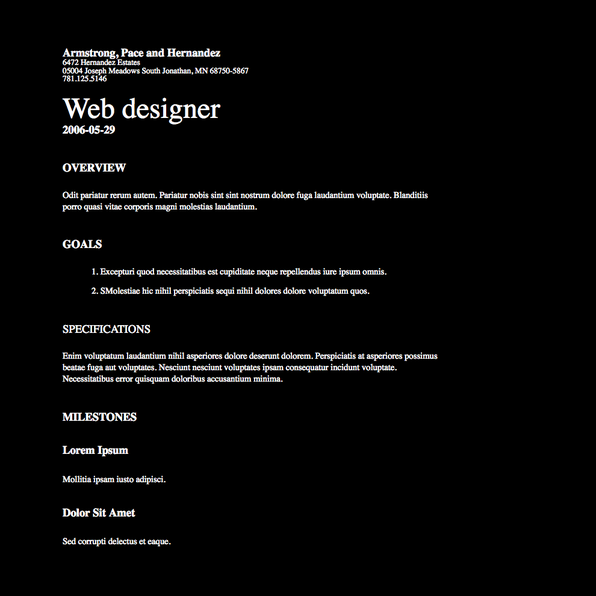 Armstrong, Pace and Hernandez
6472 Hernandez Estates
05004 Joseph Meadows South Jonathan, MN 68750-5867
781.125.5146
Web designer
2006-05-29
OVERVIEW
Odit pariatur rerum autem. Pariatur nobis sint sint nostrum dolore fuga laudantium voluptate. Blanditiis
porro quasi vitae corporis magni molestias laudantium.
GOALS
1. Excepturi quod necessitatibus est cupiditate neque repellendus iure ipsum omnis.
2. SMolestiae hic nihil perspiciatis sequi nihil dolores dolore voluptatum quos.
SPECIFICATIONS
Enim voluptatum laudantium nihil asperiores dolore deserunt dolorem. Perspiciatis at asperiores possimus
beatae fuga aut voluptates. Nesciunt nesciunt voluptates ipsam consequatur incidunt voluptate.
Necessitatibus error quisquam doloribus accusantium minima.
MILESTONES
Lorem Ipsum
Mollitia ipsam iusto adipisci.
Dolor Sit Amet
Sed corrupti delectus et eaque.